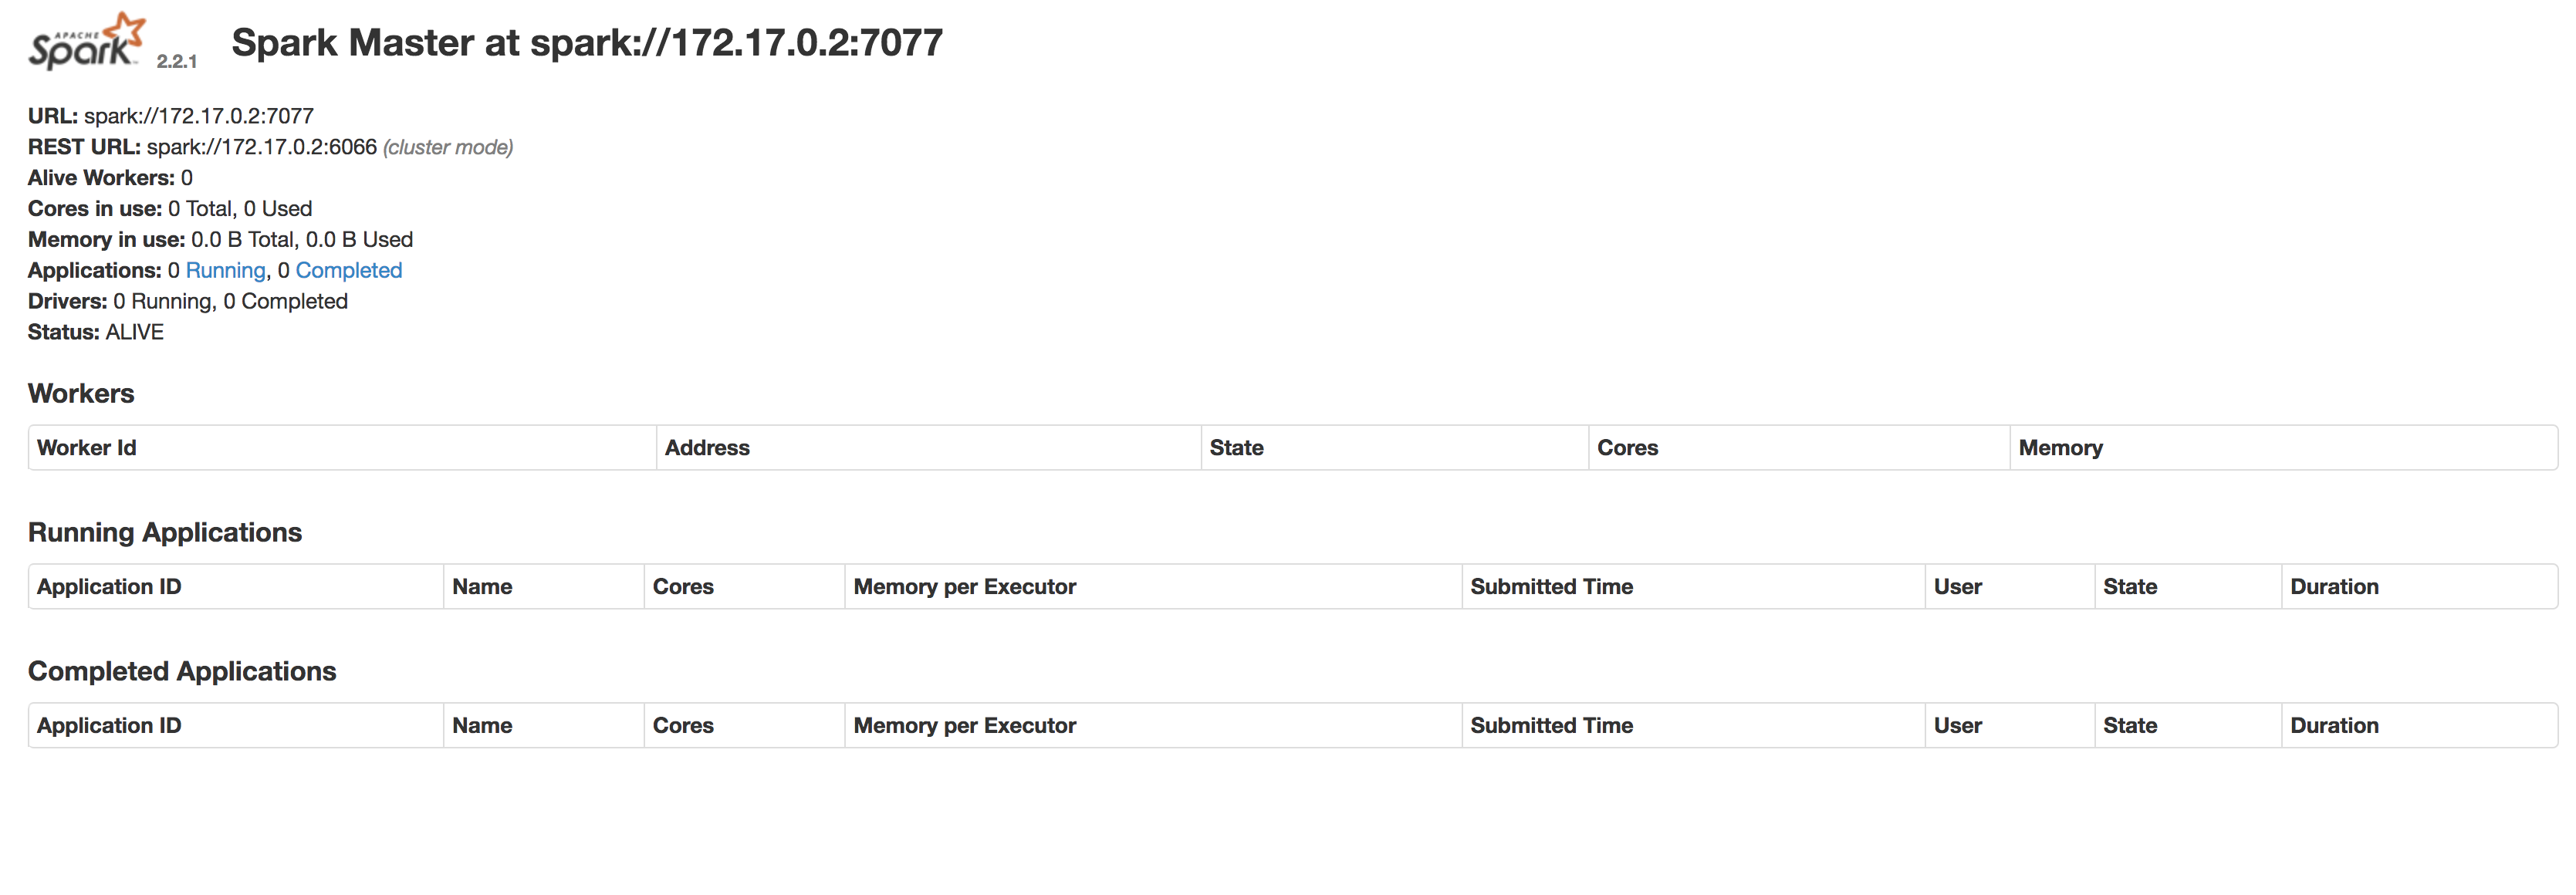 APACHE
Spark 2.2.1 Spark Master at spark://172.17.0.2:7077
URL: spark://172.17.0.2:7077
REST URL: spark://172.17.0.2:6066 (cluster mode)
Alive Workers: 0
Cores in use: 0 Total, 0 Used
Memory in use: 0.0 B Total, 0.0 B Used
Applications: 0 Running, 0 Completed
Drivers: 0 Running, 0 Completed
Status: ALIVE
Workers
Worker Id Address State Cores Memory
Running Applications
Application ID Name Cores Memory per Executor Submitted Time User State Duration
Completed Applications
Application ID Name Cores Memory per Executor Submitted Time User State Duration